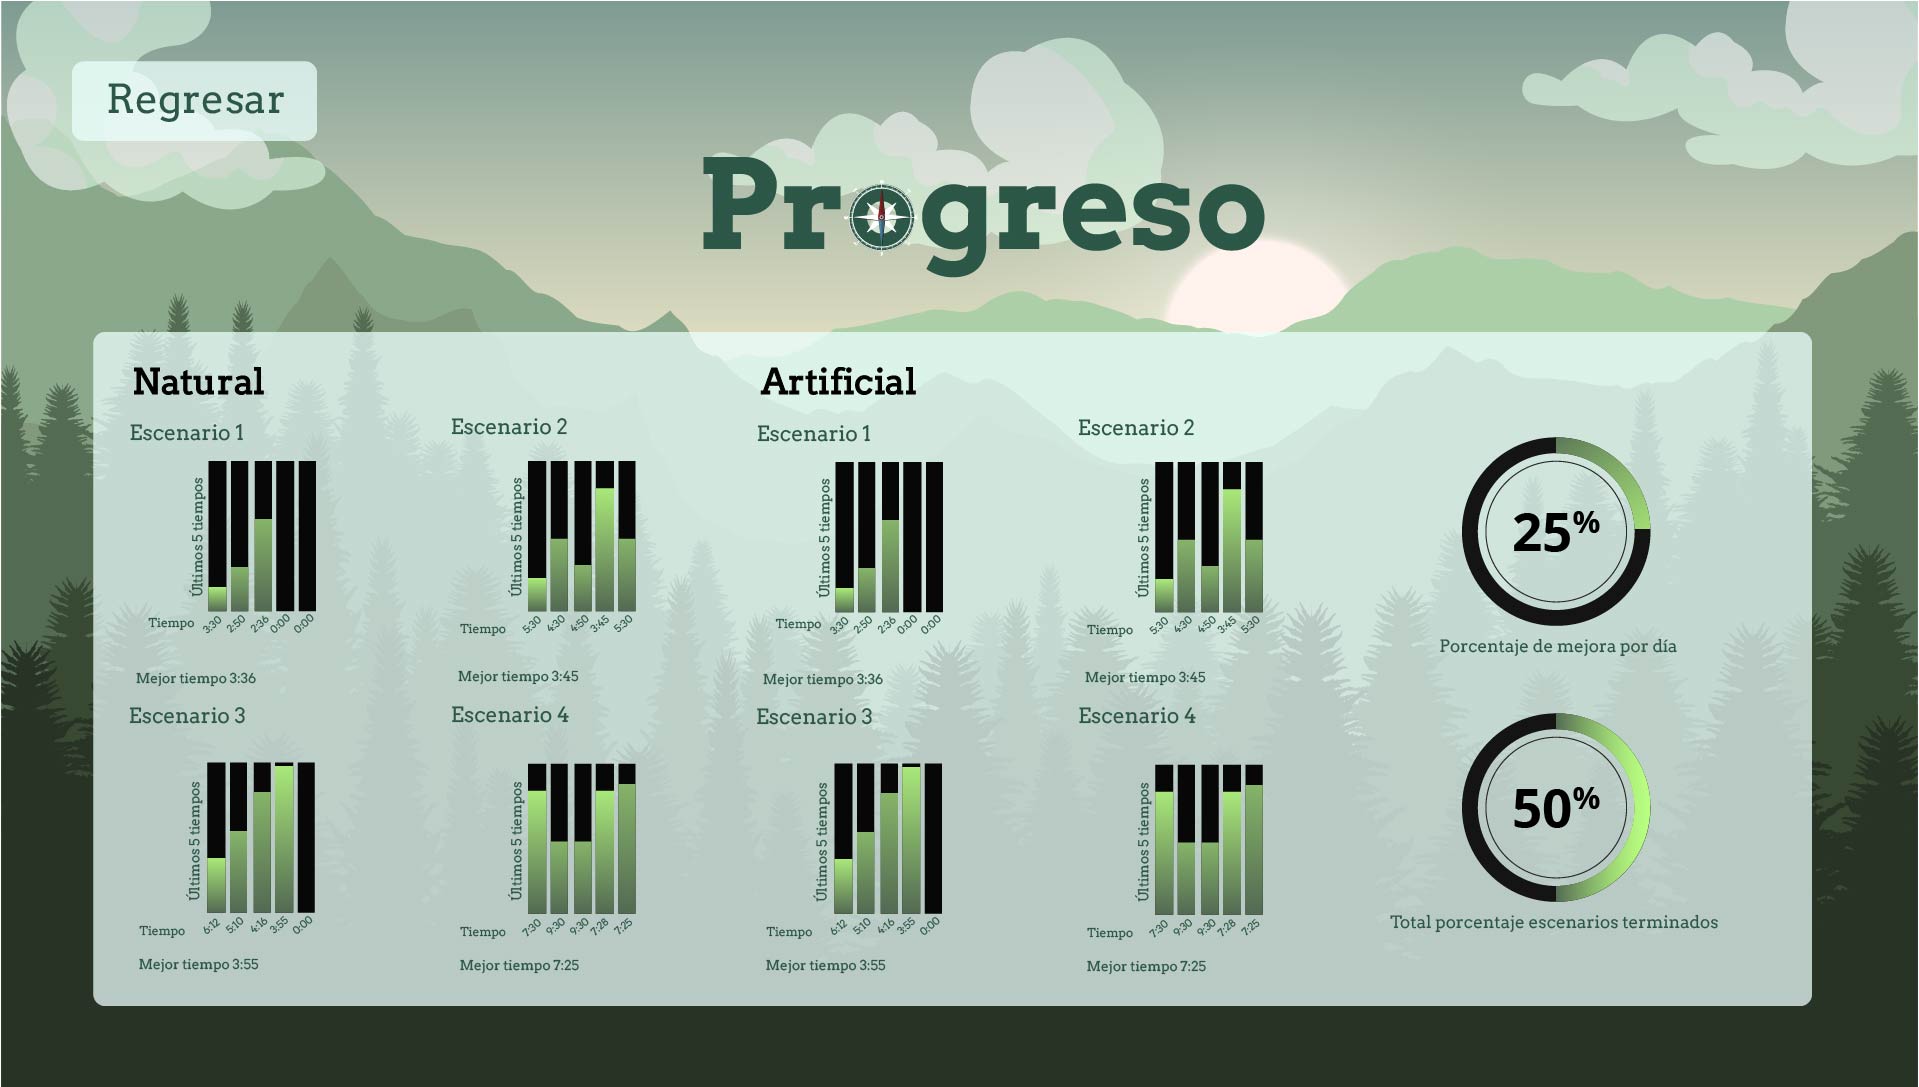 Regresar
Progreso
Natural
Escenario 1
Últimos 5 tiempos
Tiempo
3:30 2:50 2:36 0:00 0:00
Mejor tiempo 3:36
Escenario 2
Últimos 5 tiempos
Tiempo
5:30 4:30 4:50 3:45 5:30
Mejor tiempo 3:45
Escenario 3
Últimos 5 tiempos
Tiempo
6:12 5:10 4:16 3:55 0:00
Mejor tiempo 3:55
Escenario 4
Últimos 5 tiempos
Tiempo
7:30 9:30 9:30 7:28 7:25
Mejor tiempo 7:25
Artificial
Escenario 1
Últimos 5 tiempos
Tiempo
3:30 2:50 2:36 0:00 0:00
Mejor tiempo 3:36
Escenario 2
Últimos 5 tiempos
Tiempo
5:30 4:30 4:50 3:45 5:30
Mejor tiempo 3:45
Escenario 3
Últimos 5 tiempos
Tiempo
6:12 5:10 4:16 3:55 0:00
Mejor tiempo 3:55
Escenario 4
Últimos 5 tiempos
Tiempo
7:30 9:30 9:30 7:28 7:25
Mejor tiempo 7:25
25%
Porcentaje de mejora por día
50%
Total porcentaje escenarios terminados